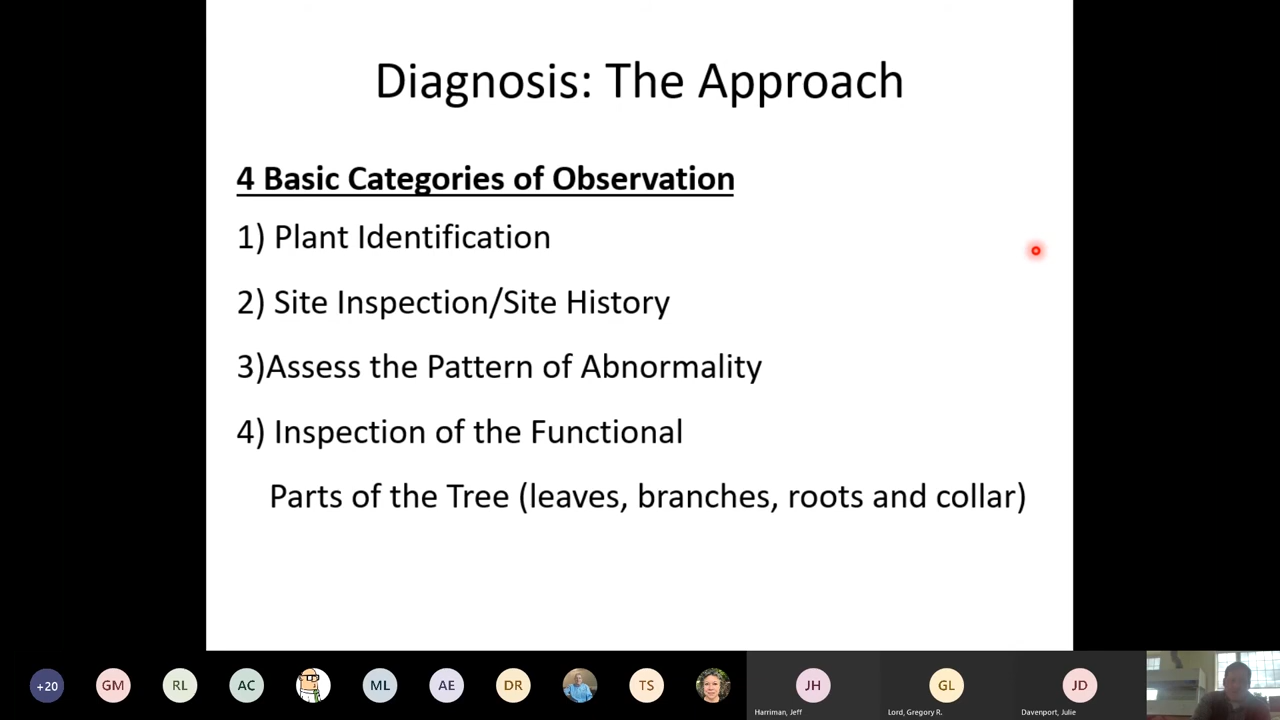 Diagnosis: The Approach
4 Basic Categories of Observation
1) Plant Identification
2) Site Inspection/Site History
3)Assess the Pattern of Abnormality
4) Inspection of the Functional
Parts of the Tree (leaves, branches, roots and collar)
+20 GM RL AC ML AE DR TS JH GL JD
Harriman, Jeff Lord, Gregory R. Davenport, Julie